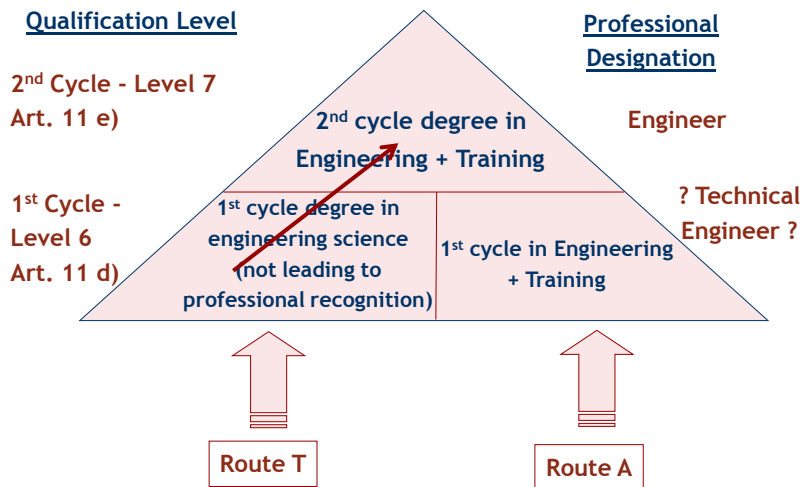 Qualification Level
Professional
Designation
2nd Cycle - Level 7
Art. 11 e)
2nd cycle degree in
Engineering + Training
Engineer
1st Cycle -
Level 6
Art. 11 d)
1st cycle degree in
engineering science
(not leading to
professional recognition)
1st cycle in Engineering
+ Training
? Technical
Engineer ?
Route T
Route A